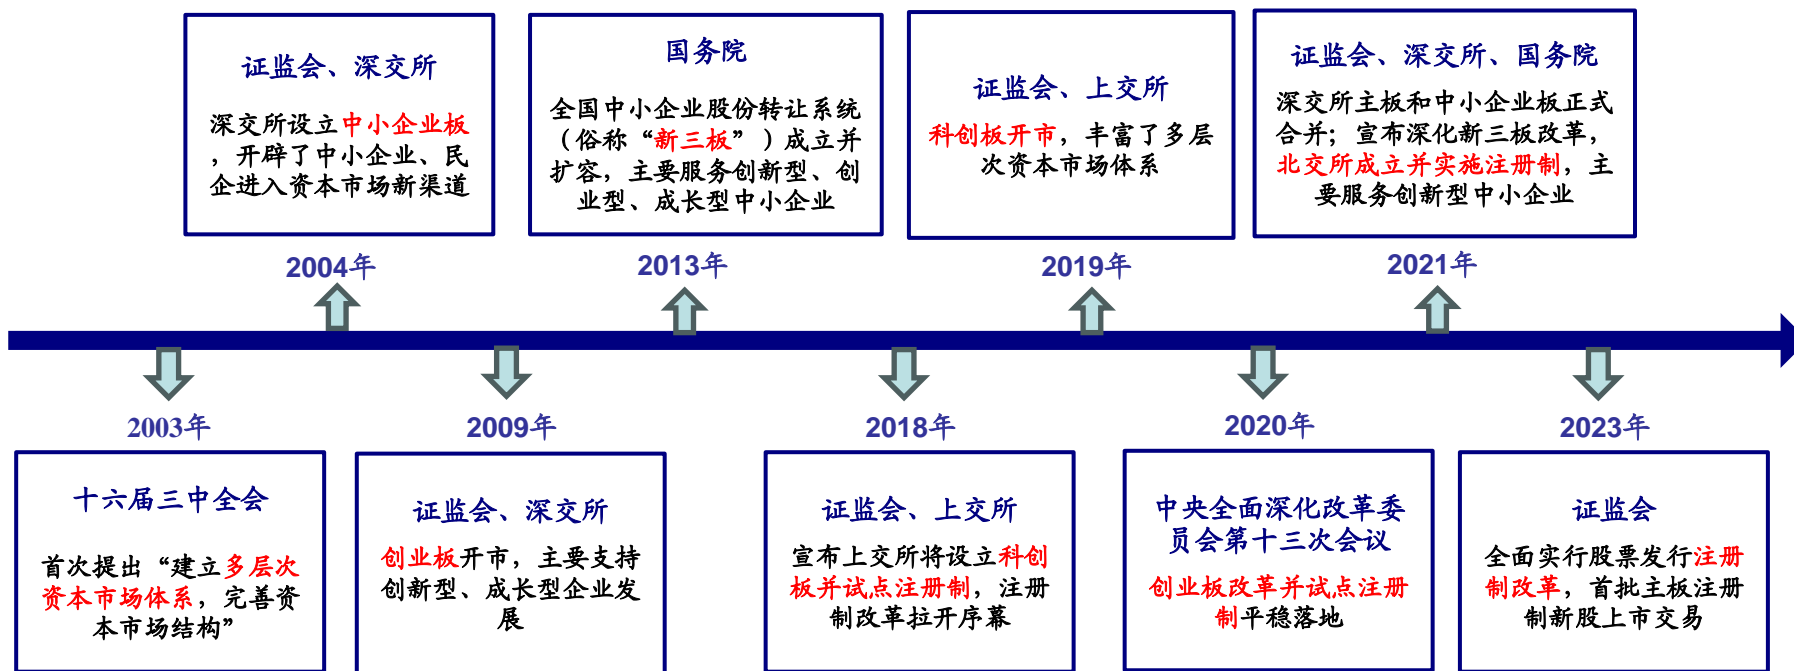 证监会、深交所
深交所设立中小企业板
，开辟了中小企业、民
企进入资本市场新渠道
2004年
国务院
全国中小企业股份转让系统
（俗称“新三板”）成立并
扩容，主要服务创新型、创
业型、成长型中小企业
2013年
证监会、上交所
科创板开市，丰富了多层
次资本市场体系
2019年
证监会、深交所、国务院
深交所主板和中小企业板正式
合并；宣布深化新三板改革，
北交所成立并实施注册制，主
要服务创新型中小企业
2021年
2003年
十六届三中全会
首次提出“建立多层次
资本市场体系，完善资
本市场结构”
2009年
证监会、深交所
创业板开市，主要支持
创新型、成长型企业发
展
2018年
证监会、上交所
宣布上交所将设立科创
板并试点注册制，注册
制改革拉开序幕
2020年
中央全面深化改革委
员会第十三次会议
创业板改革并试点注册
制平稳落地
2023年
证监会
全面实行股票发行注册
制改革，首批主板注册
制新股上市交易